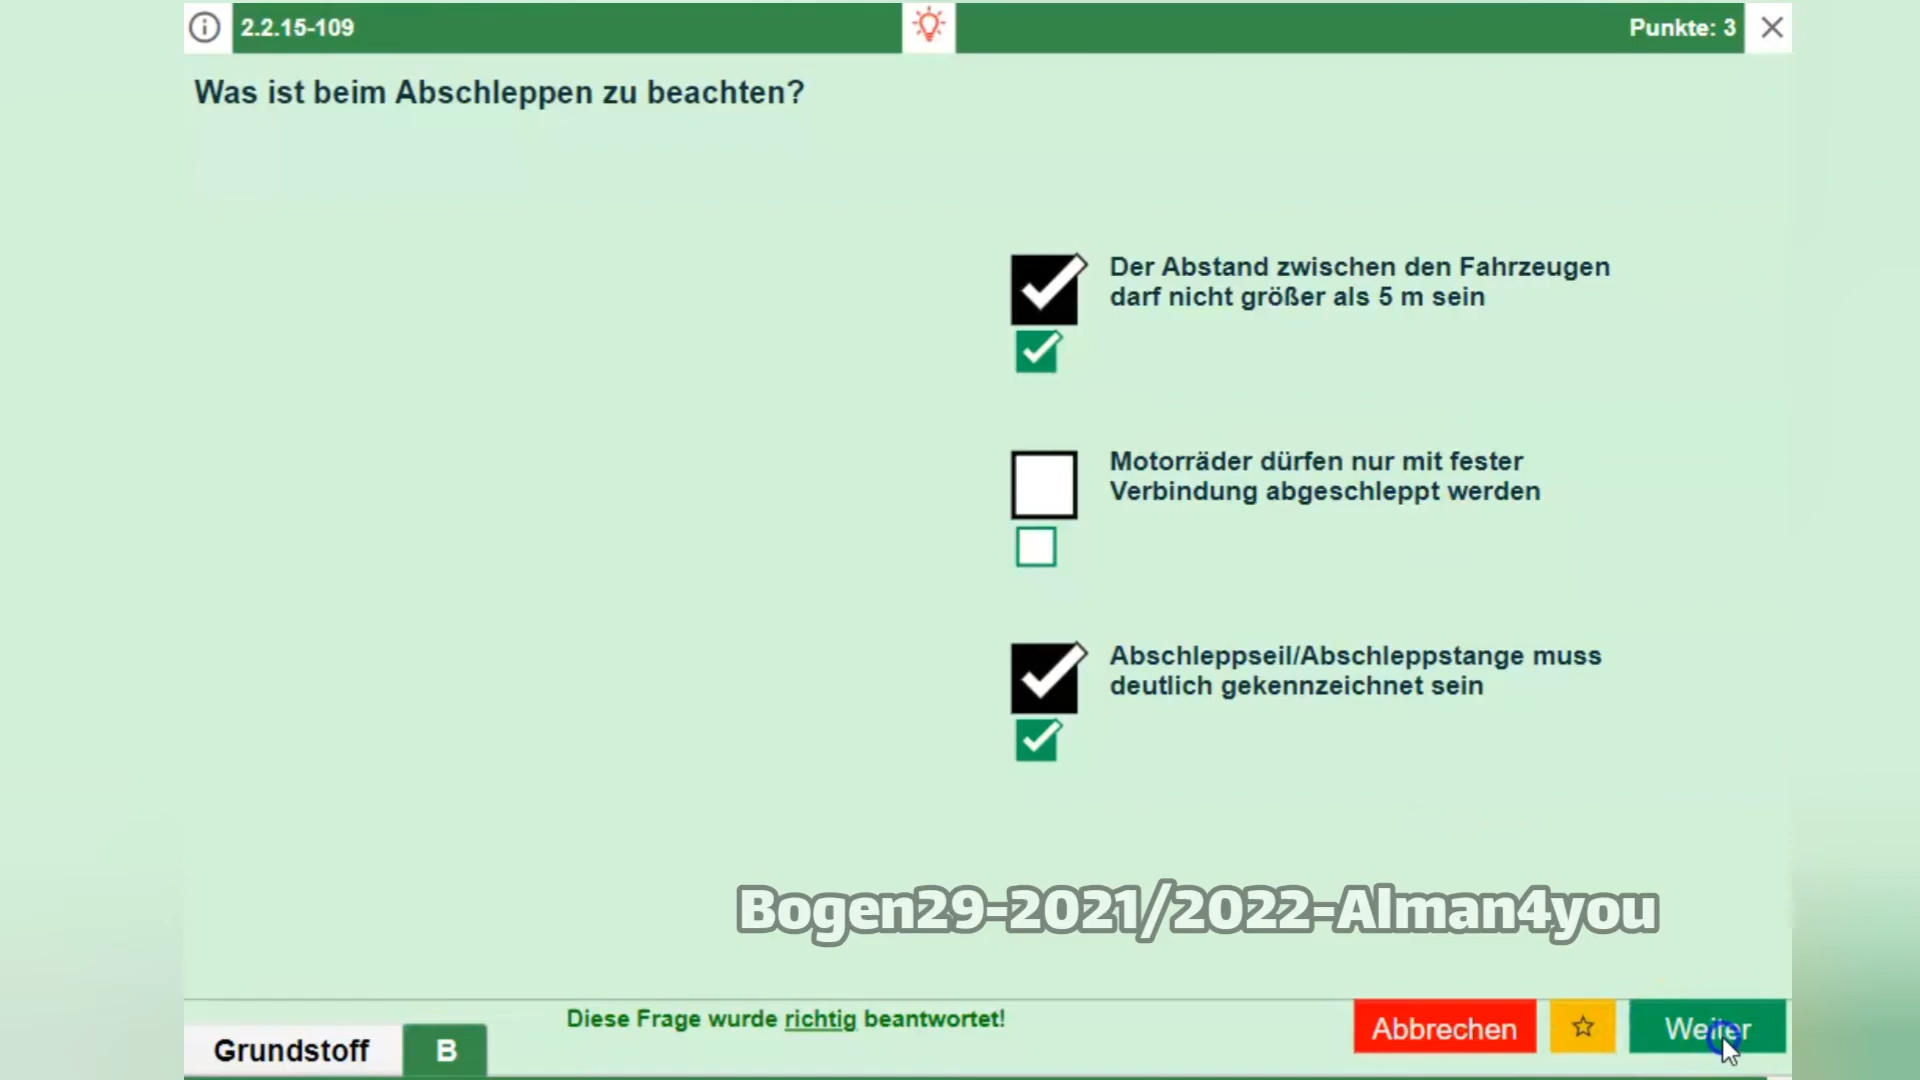 2.2.15-109
Punkte: 3
Was ist beim Abschleppen zu beachten?
Der Abstand zwischen den Fahrzeugen
darf nicht größer als 5 m sein
Motorräder dürfen nur mit fester
Verbindung abgeschleppt werden
Abschleppseil/Abschleppstange muss
deutlich gekennzeichnet sein
Bogen29-2021/2022-Alman4you
Diese Frage wurde richtig beantwortet!
Abbrechen
Weiter
Grundstoff
B